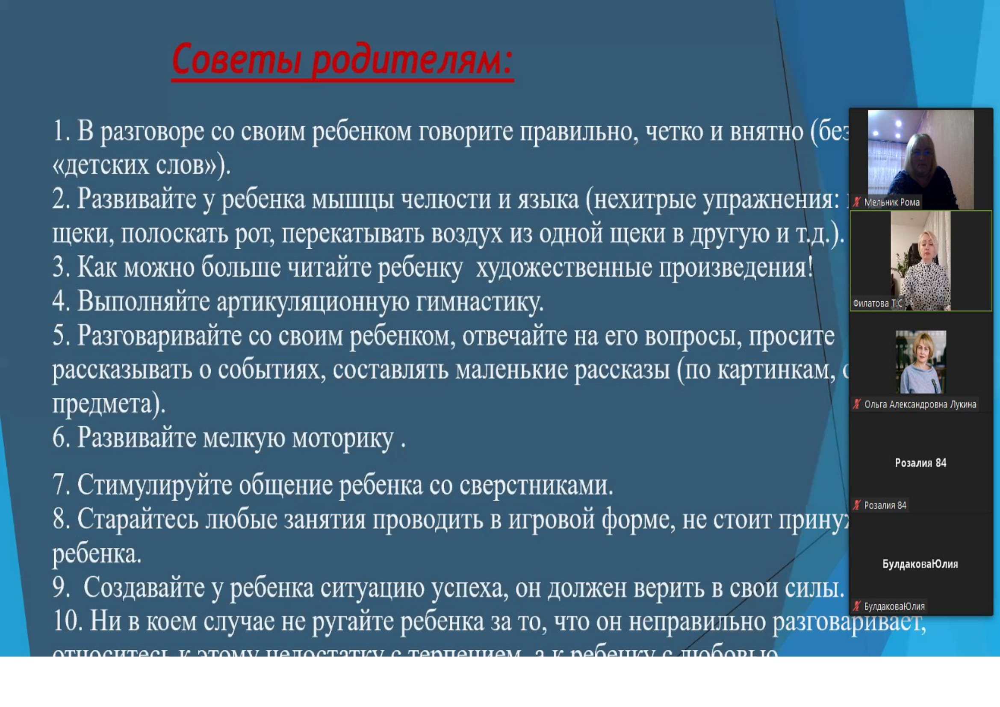 Советы родителям:
1. В разговоре со своим ребенком говорите правильно, четко и внятно (без
«детских слов»).
2. Развивайте у ребенка мышцы челюсти и языка (нехитрые упражнения:
щеки, полоскать рот, перекатывать воздух из одной щеки в другую и т.д.).
3. Как можно больше читайте ребенку художественные произведения!
4. Выполняйте артикуляционную гимнастику.
5. Разговаривайте со своим ребенком, отвечайте на его вопросы, просите
рассказывать о событиях, составлять маленькие рассказы (по картинкам,
предмета).
6. Развивайте мелкую моторику .
7. Стимулируйте общение ребенка со сверстниками.
8. Старайтесь любые занятия проводить в игровой форме, не стоит
ребенка.
9. Создавайте у ребенка ситуацию успеха, он должен верить в свои силы.
10. Ни в коем случае не ругайте ребенка за то, что он неправильно разговаривает,
относитесь к этому недостатку с терпением, а к ребенку с любовью
Мельник Рома
Филатова Т.С
Ольга Александровна Лукина
Розалия 84
Розалия 84
БулдаковаЮлия
БулдаковаЮлия